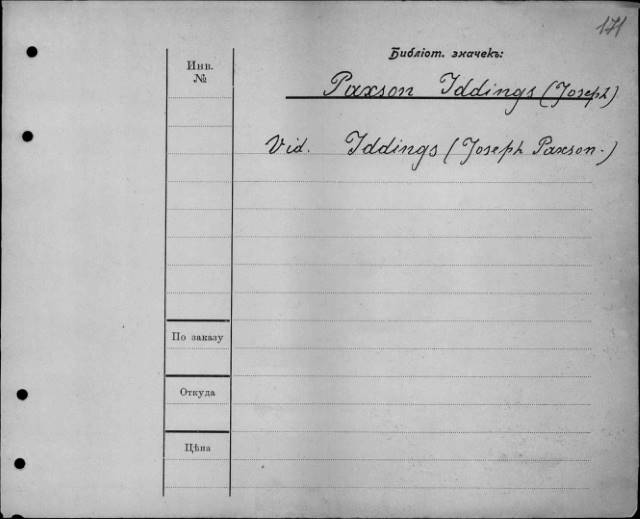 171
Библіот. значекъ:
Инв.
№
Paxson Iddings (Joseph)
Vid. Iddings (Joseph Paxson.)
По заказу
Откуда
Цѣна